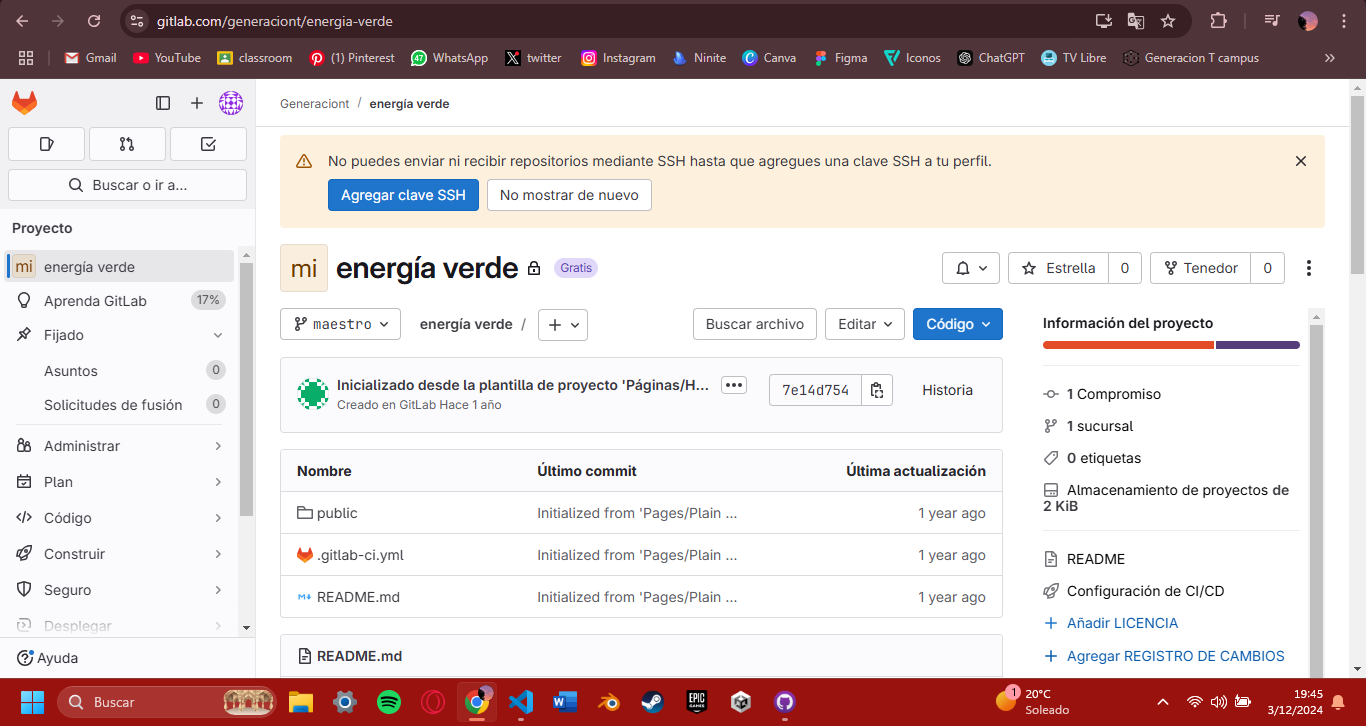 gitlab.com/generaciont/energia-verde
Gmail YouTube classroom (1) Pinterest 47 WhatsApp twitter Instagram Ninite Canva Figma Iconos ChatGPT TV Libre Generacion T campus
Generaciont / energía verde
No puedes enviar ni recibir repositorios mediante SSH hasta que agregues una clave SSH a tu perfil.
Agregar clave SSH No mostrar de nuevo
Buscar o ir a...
Proyecto
mi energía verde
Aprenda GitLab 17%
Fijado
Asuntos 0
Solicitudes de fusión 0
Administrar
Plan
Código
Construir
Seguro
Desplegar
Ayuda
mi energía verde Gratis
Estrella 0 Tenedor 0
maestro energía verde / Buscar archivo Editar Código
Inicializado desde la plantilla de proyecto 'Páginas/H... 
Creado en GitLab Hace 1 año
7e14d754 Historia
Nombre Último commit Última actualización
public Initialized from 'Pages/Plain ... 1 year ago
.gitlab-ci.yml Initialized from 'Pages/Plain ... 1 year ago
README.md Initialized from 'Pages/Plain ... 1 year ago
README.md
Información del proyecto
1 Compromiso
1 sucursal
0 etiquetas
Almacenamiento de proyectos de
2 KiB
README
Configuración de CI/CD
Añadir LICENCIA
Agregar REGISTRO DE CAMBIOS
Buscar
EPIC GAMES
1
20°C
Soleado
19:45
3/12/2024